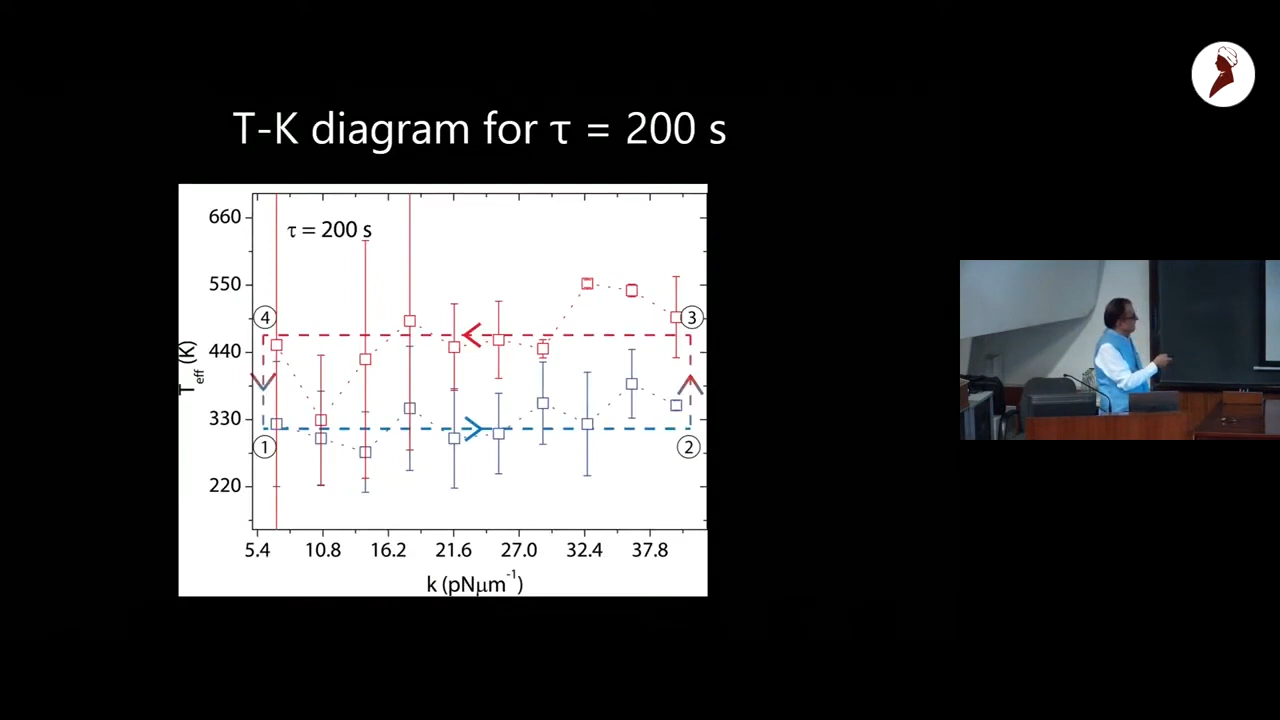 T-K diagram for τ = 200 s
τ = 200 s
660
550
440
330
220
T_eff (K)
4
3
1
2
5.4 10.8 16.2 21.6 27.0 32.4 37.8
k (pNμm⁻¹)